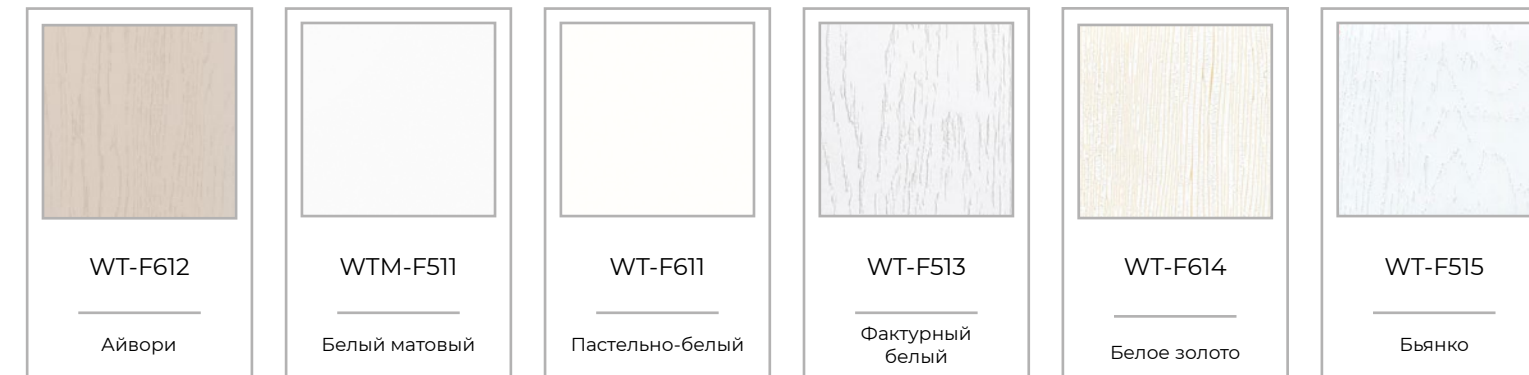 WT-F612
WTM-F511
WT-F611
WT-F513
WT-F614
WT-F515
Айвори
Белый матовый
Пастельно-белый
Фактурный
белый
Белое золото
Бьянко